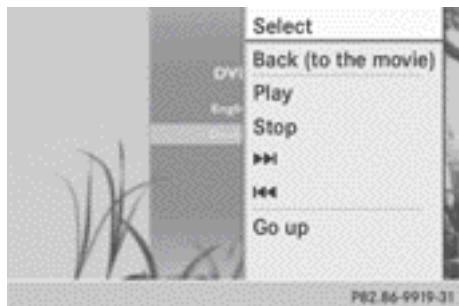 Select
Back (to the movie)
Play
Stop
Go up
P82.86-9919-31